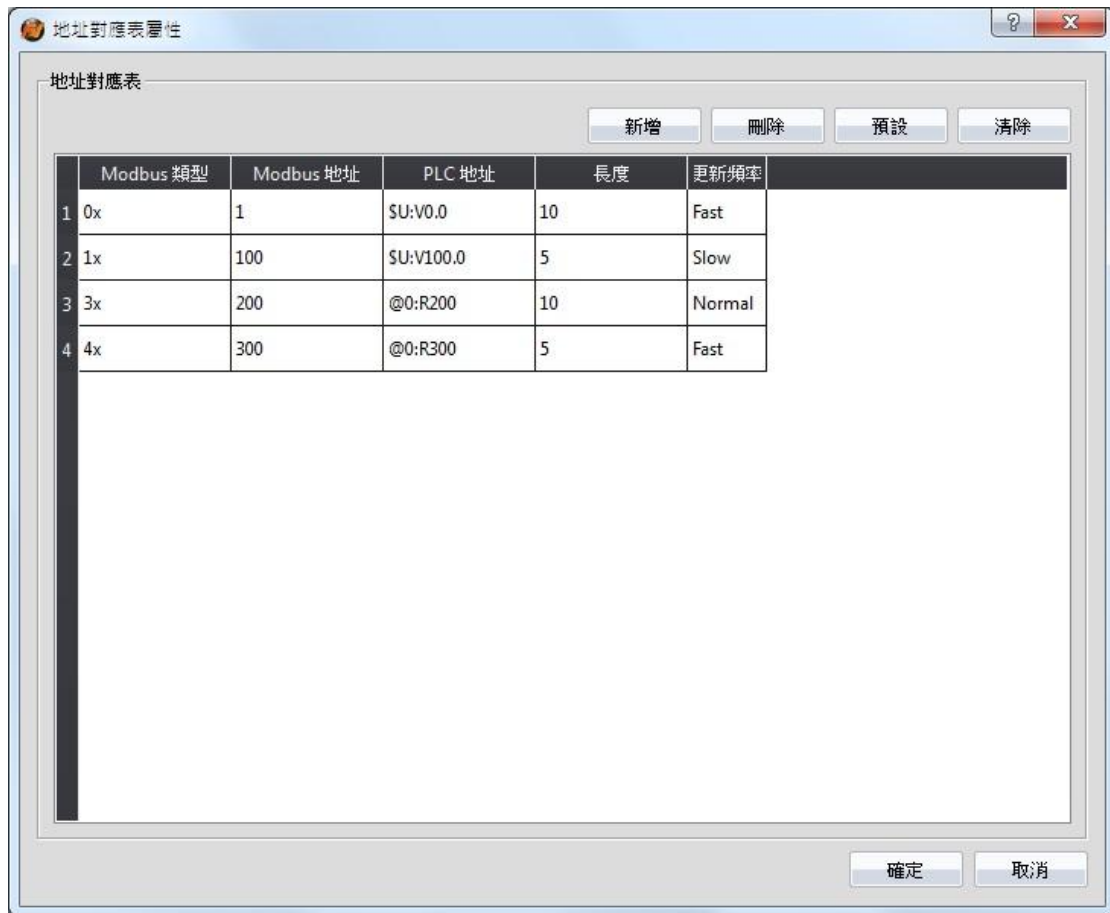 地址對應表屬性
地址對應表
新增 刪除 預設 清除
Modbus 類型 Modbus 地址 PLC 地址 長度 更新頻率
1 0x 1 $U:V0.0 10 Fast
2 1x 100 $U:V100.0 5 Slow
3 3x 200 @0:R200 10 Normal
4 4x 300 @0:R300 5 Fast
確定 取消